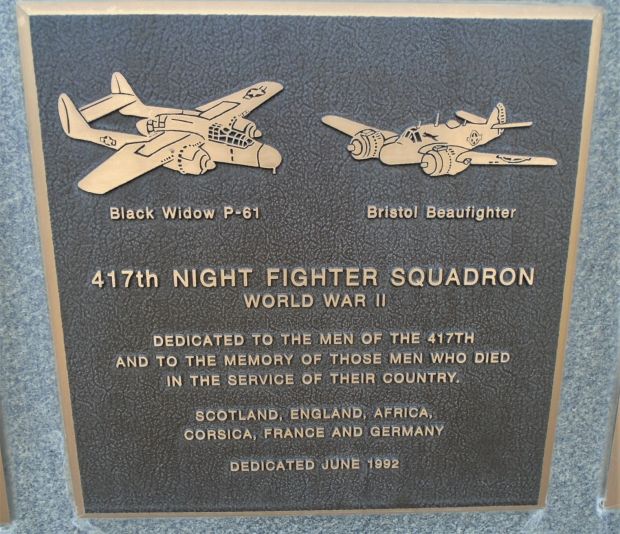 Black Widow P-61
Bristol Beaufighter
417th NIGHT FIGHTER SQUADRON
WORLD WAR II
DEDICATED TO THE MEN OF THE 417TH
AND TO THE MEMORY OF THOSE MEN WHO DIED
IN THE SERVICE OF THEIR COUNTRY.
SCOTLAND, ENGLAND, AFRICA,
CORSICA, FRANCE AND GERMANY
DEDICATED JUNE 1992